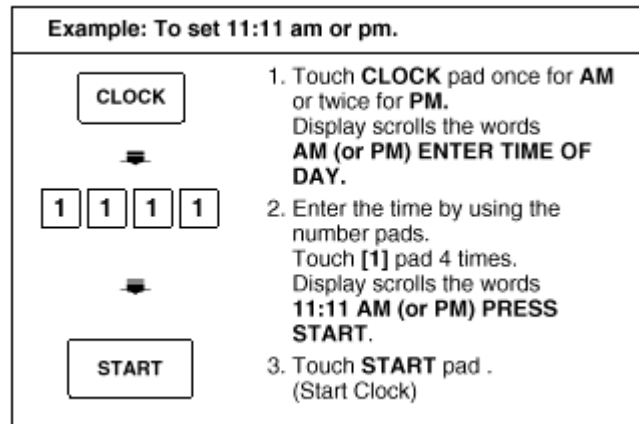 Example: To set 11:11 am or pm.
CLOCK
1 1 1 1
START
1. Touch CLOCK pad once for AM
or twice for PM.
Display scrolls the words
AM (or PM) ENTER TIME OF
DAY.
2. Enter the time by using the
number pads.
Touch [1] pad 4 times.
Display scrolls the words
11:11 AM (or PM) PRESS
START.
3. Touch START pad .
(Start Clock)